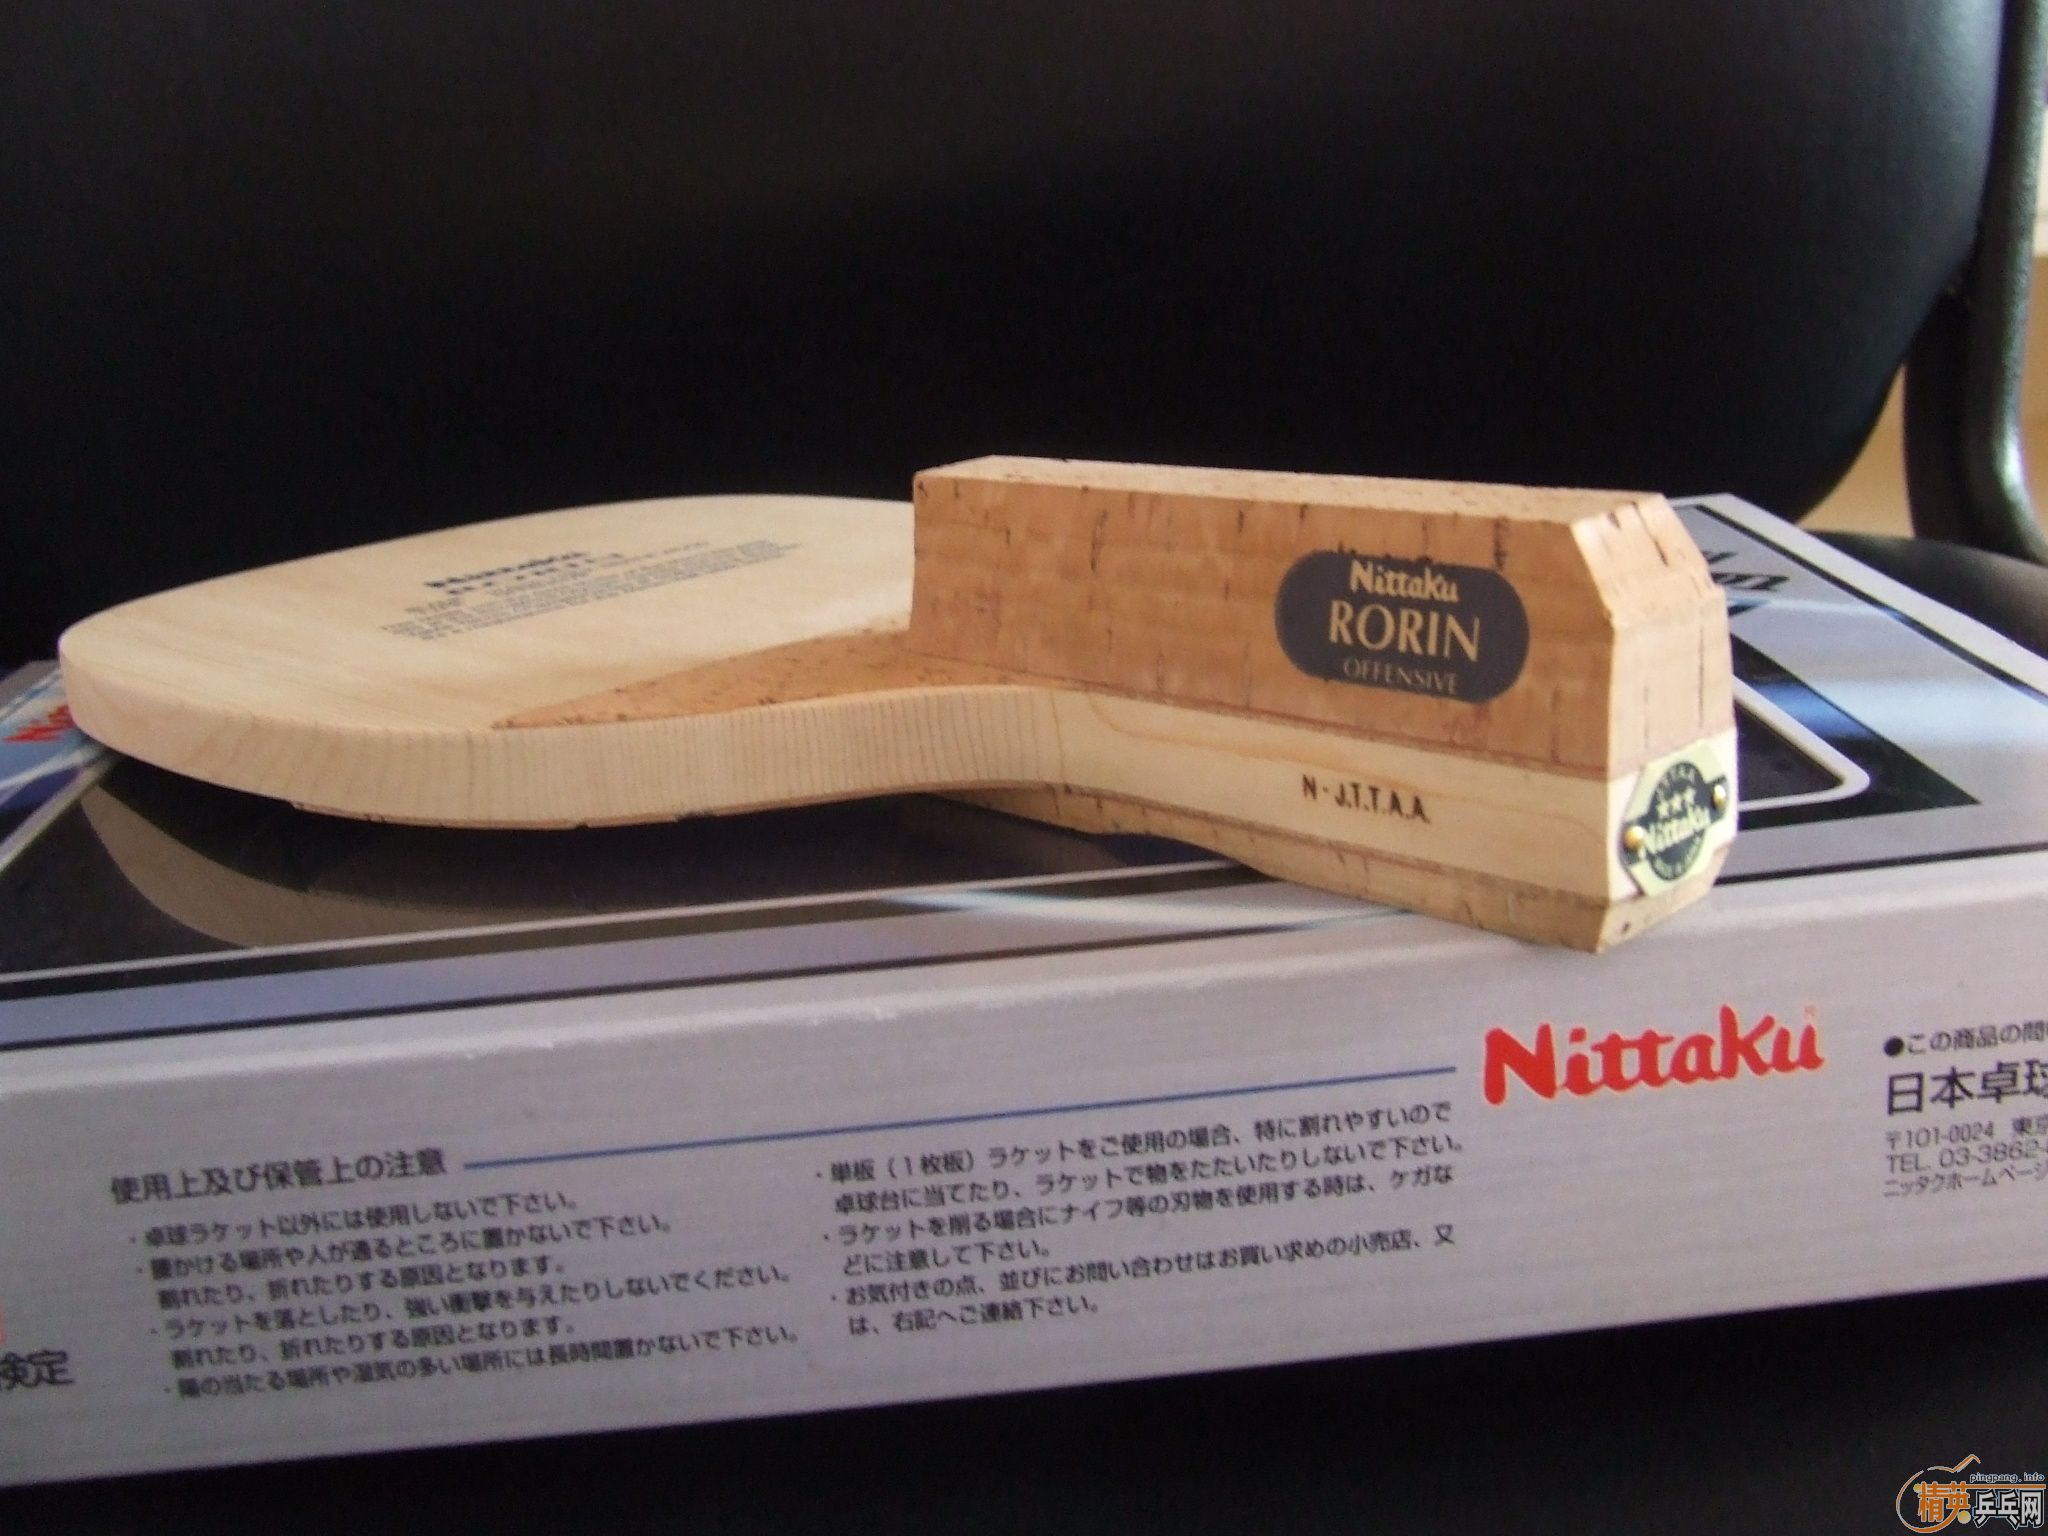 Nittaku
Nittaku
RORIN
OFFENSIVE
N-J.T.T.A.A.
★★★
Nittaku
Nittaku
使用上及び保管上の注意
・卓球ラケット以外には使用しないで下さい。
・腰かける場所や人が通るところに置かないで下さい。
割れたり、折れたりする原因となります。
・ラケットを落としたり、強い衝撃を与えたりしないでください。
割れたり、折れたりする原因となります。
・陽の当たる場所や湿気の多い場所には長時間置かないで下さい。
・単板（1枚板）ラケットをご使用の場合、特に割れやすいので
卓球台に当てたり、ラケットで物をたたいたりしないで下さい。
・ラケットを削る場合にナイフ等の刃物を使用する時は、ケガな
どに注意して下さい。
・お気付きの点、並びにお問い合わせはお買い求めの小売店、又
は、右記へご連絡下さい。
●この商品の問
日本卓球
〒101-0024 東京
TEL. 03-3862-
ニッタクホームページ
検定
pingpang.info
精英乒乓网